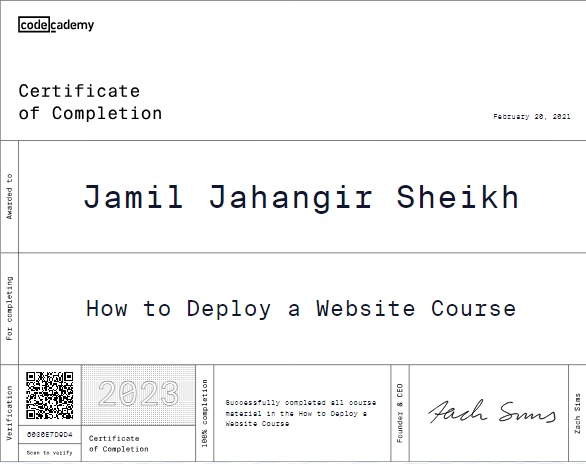 codecademy
Certificate
of Completion
February 20, 2021
Awarded to
Jamil Jahangir Sheikh
For completing
How to Deploy a Website Course
Verification
6036E7D9D4
Scan to verify
2023
Certificate
of Completion
100% completion
Successfully completed all course
material in the How to Deploy a
Website Course
Founder & CEO
Zach Sims
Zach Sims